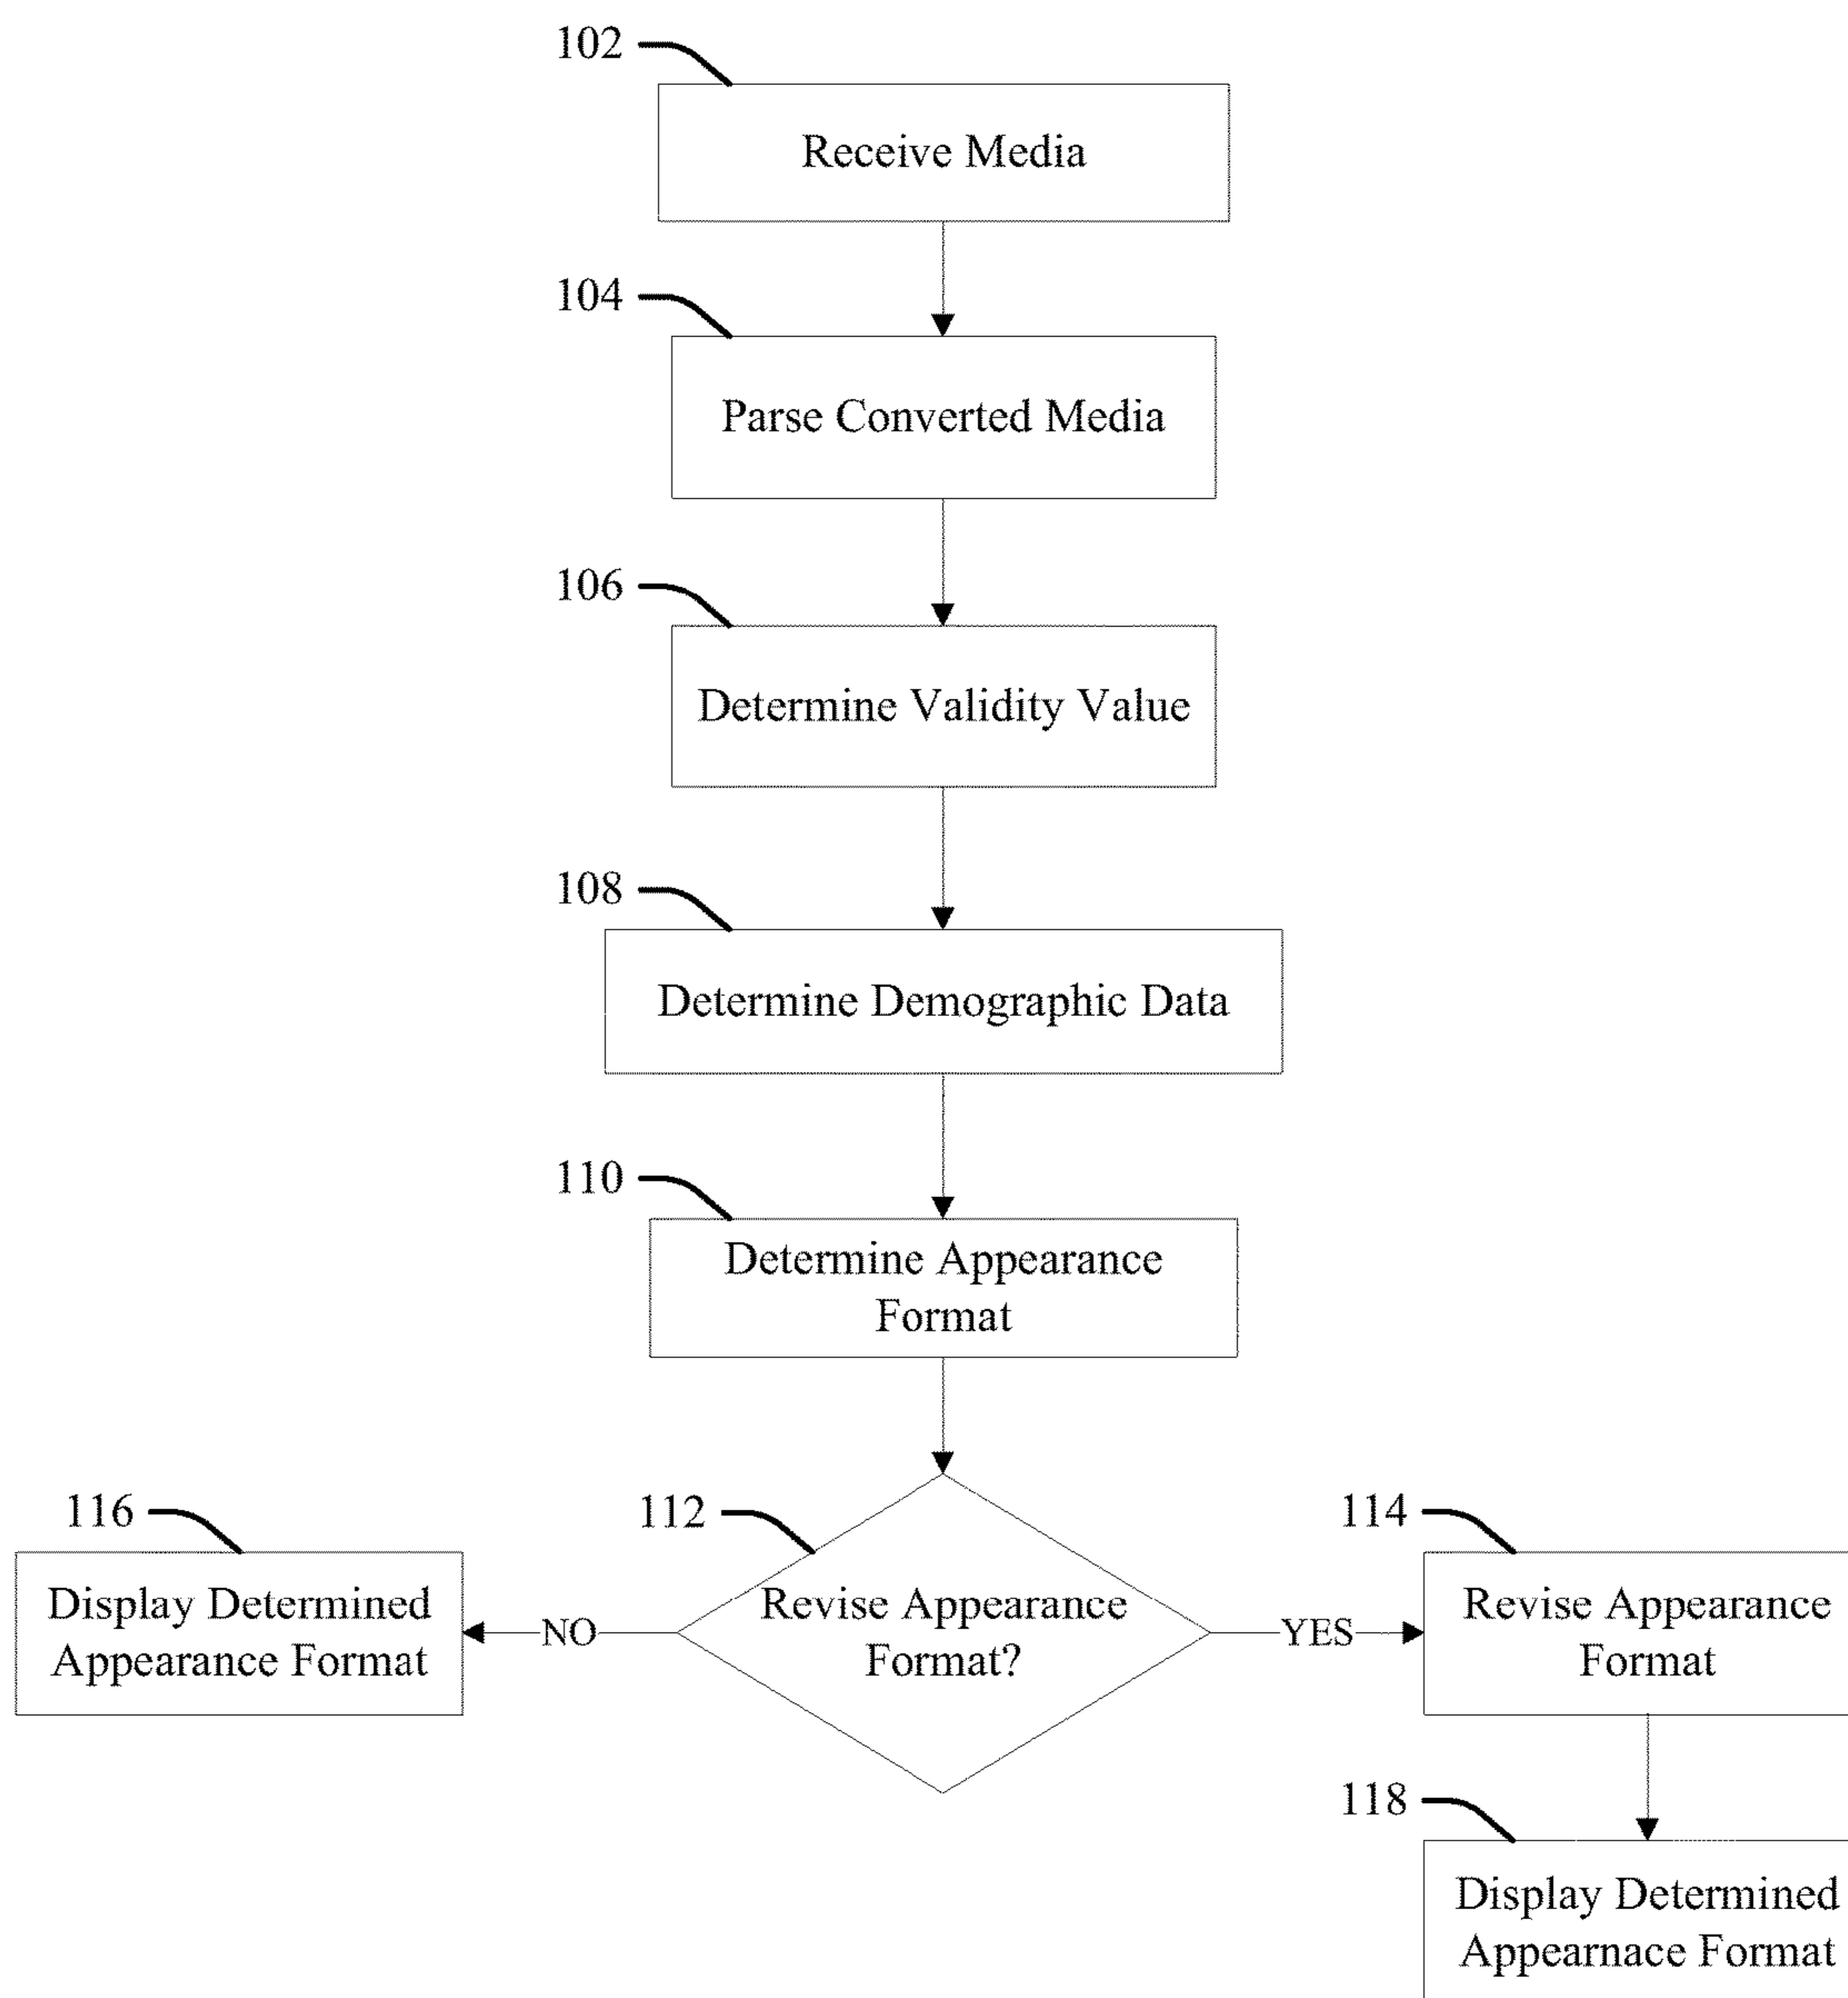 102
Receive Media
104
Parse Converted Media
106
Determine Validity Value
108
Determine Demographic Data
110
Determine Appearance
Format
116
112
114
Display Determined
Appearance Format
NO
Revise Appearance
Format?
YES
Revise Appearance
Format
118
Display Determined
Appearnace Format